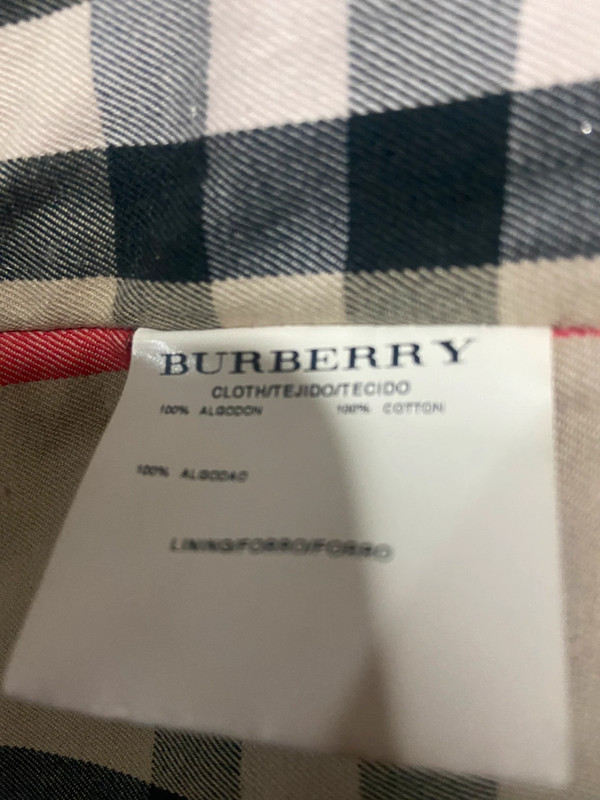 BURBERRY
CLOTH/TEJIDO/TECIDO
100% ALGODON 100% COTTON
100% ALGODAO
LINING/FORRO/FORRO